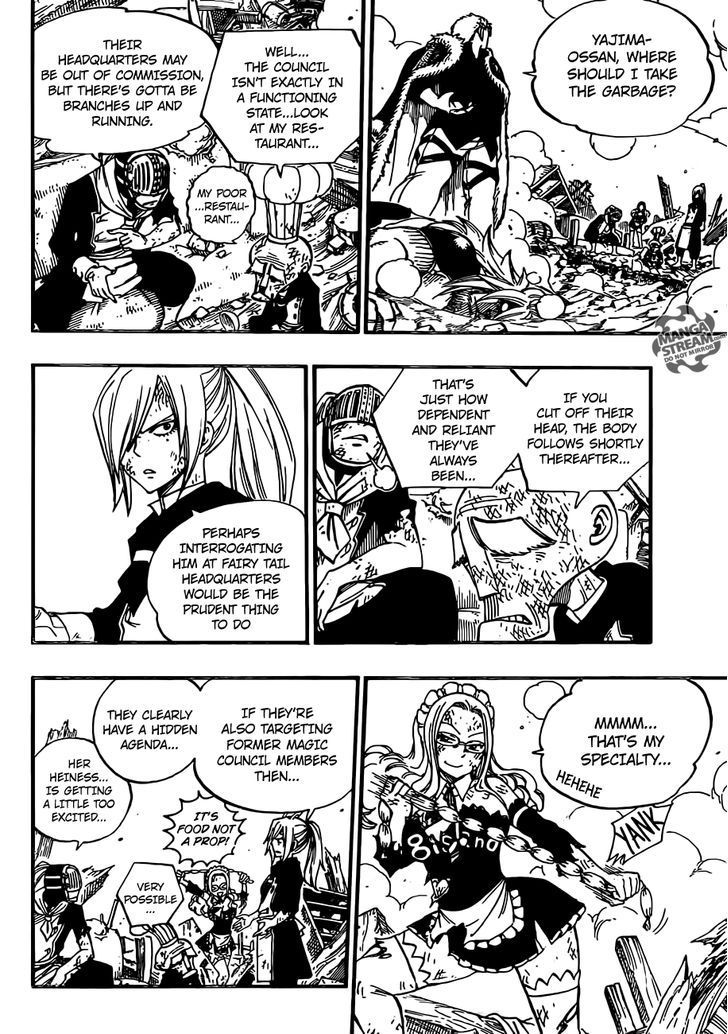 YAJIMA-
OSSAN, WHERE
SHOULD I TAKE
THE GARBAGE?
WELL...
THE COUNCIL
ISN'T EXACTLY IN
A FUNCTIONING
STATE...LOOK
AT MY RES-
TAURANT...
THEIR
HEADQUARTERS MAY
BE OUT OF COMMISSION,
BUT THERE'S GOTTA BE
BRANCHES UP AND
RUNNING.
MY POOR
...RESTAU-
RANT...
MANGA
STREAM.com
DO NOT MIRROR!
IF YOU
CUT OFF THEIR
HEAD, THE BODY
FOLLOWS SHORTLY
THEREAFTER...
THAT'S
JUST HOW
DEPENDENT
AND RELIANT
THEY'VE
ALWAYS
BEEN...
PERHAPS
INTERROGATING
HIM AT FAIRY TAIL
HEADQUARTERS
WOULD BE THE
PRUDENT THING
TO DO
MMMM...
THAT'S MY
SPECIALTY...
HEHEHE
YANK
8island
IF THEY'RE
ALSO TARGETING
FORMER MAGIC
COUNCIL MEMBERS
THEN...
THEY CLEARLY
HAVE A HIDDEN
AGENDA...
HER
HEINESS...
IS GETTING
A LITTLE TOO
EXCITED...
IT'S
FOOD NOT
A PROP!
VERY
POSSIBLE
...